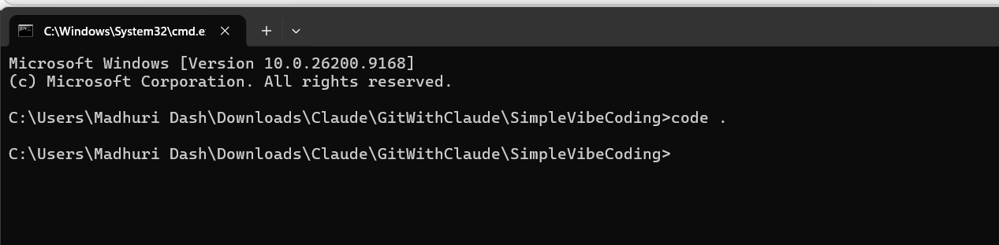 C:\Windows\System32\cmd.e
Microsoft Windows [Version 10.0.26200.9168]
(c) Microsoft Corporation. All rights reserved.
C:\Users\Madhuri Dash\Downloads\Claude\GitWithClaude\SimpleVibeCoding>code .
C:\Users\Madhuri Dash\Downloads\Claude\GitWithClaude\SimpleVibeCoding>